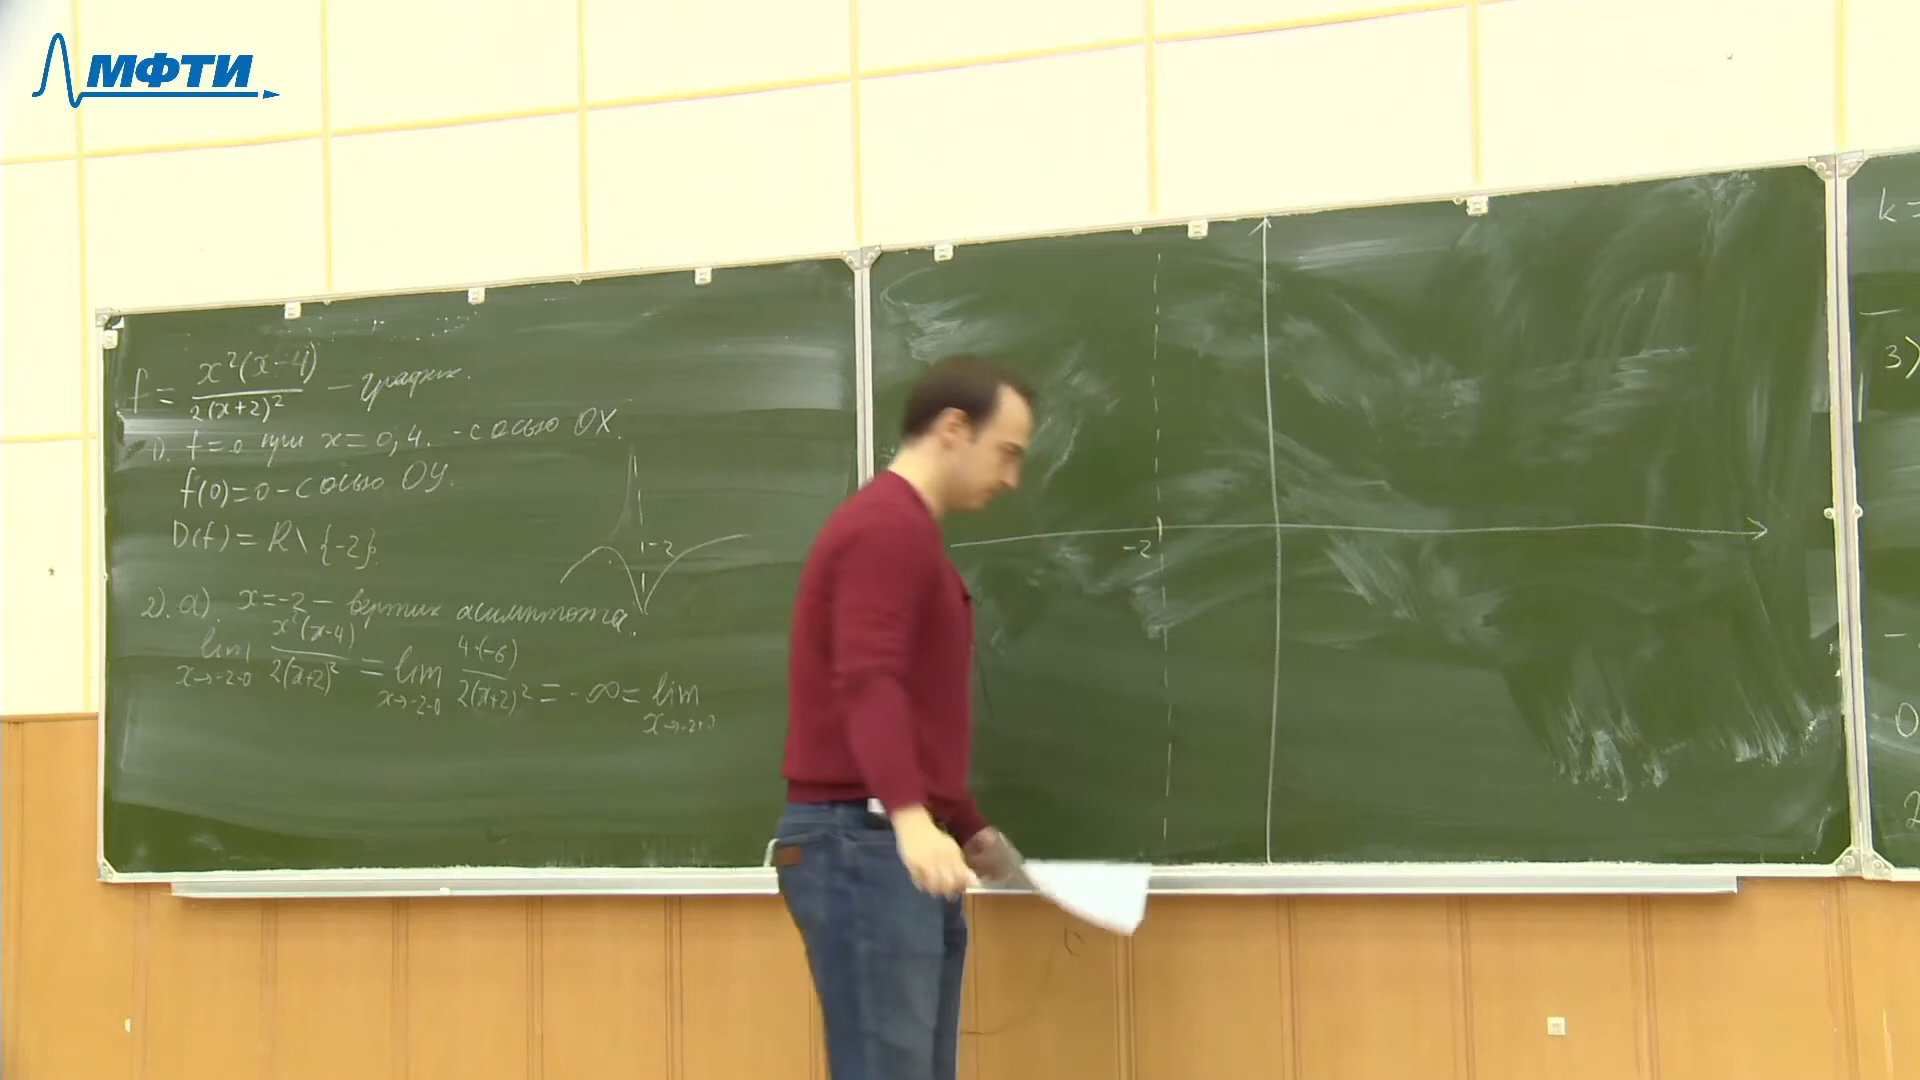 МФТИ
f = x²(x-4) / 2(x+2)² – график.
1). f=0 при x=0,4. - с осью OX.
f(0)=0 - с осью OY.
D(f) = R\{-2}.
2). a). x=-2 – вертик асимптота.
lim x→-2-0 x²(x-4) / 2(x+2)² = lim x→-2-0 4·(-6) / 2(x+2)² = -∞ = lim x→-2+0
-2
-2
k =
3)
0
2